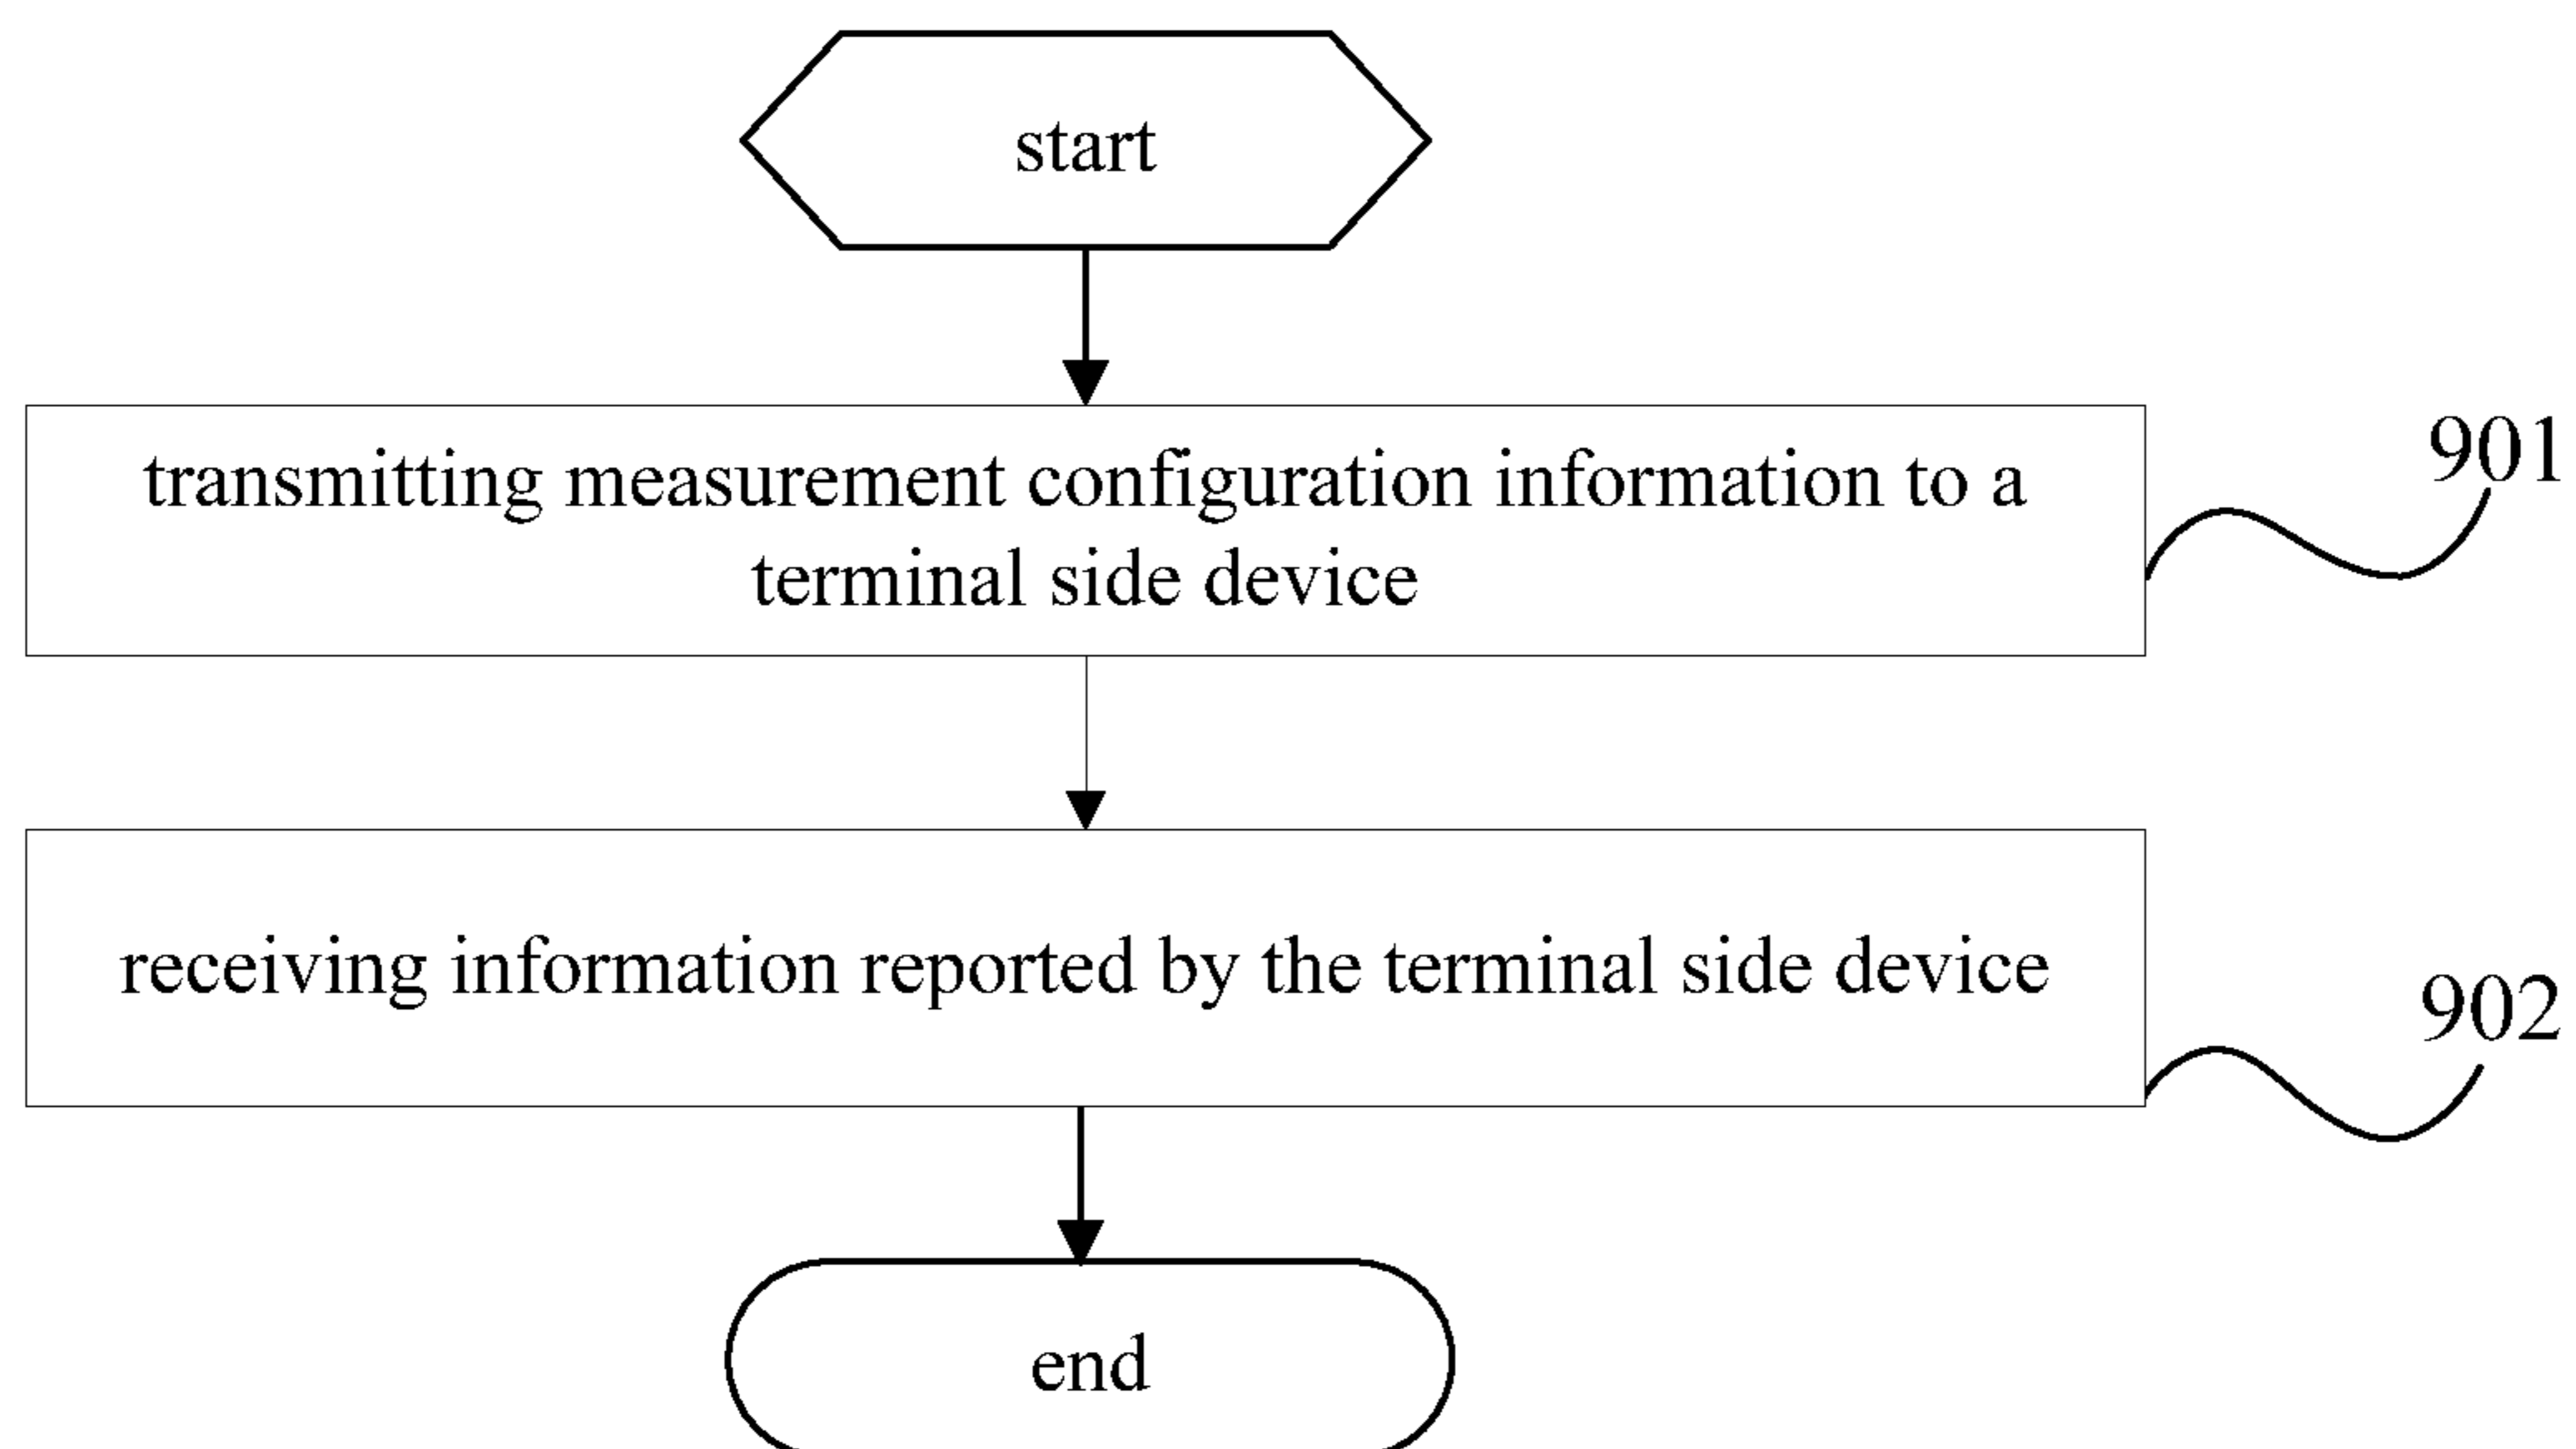 start
transmitting measurement configuration information to a
terminal side device
901
receiving information reported by the terminal side device
902
end